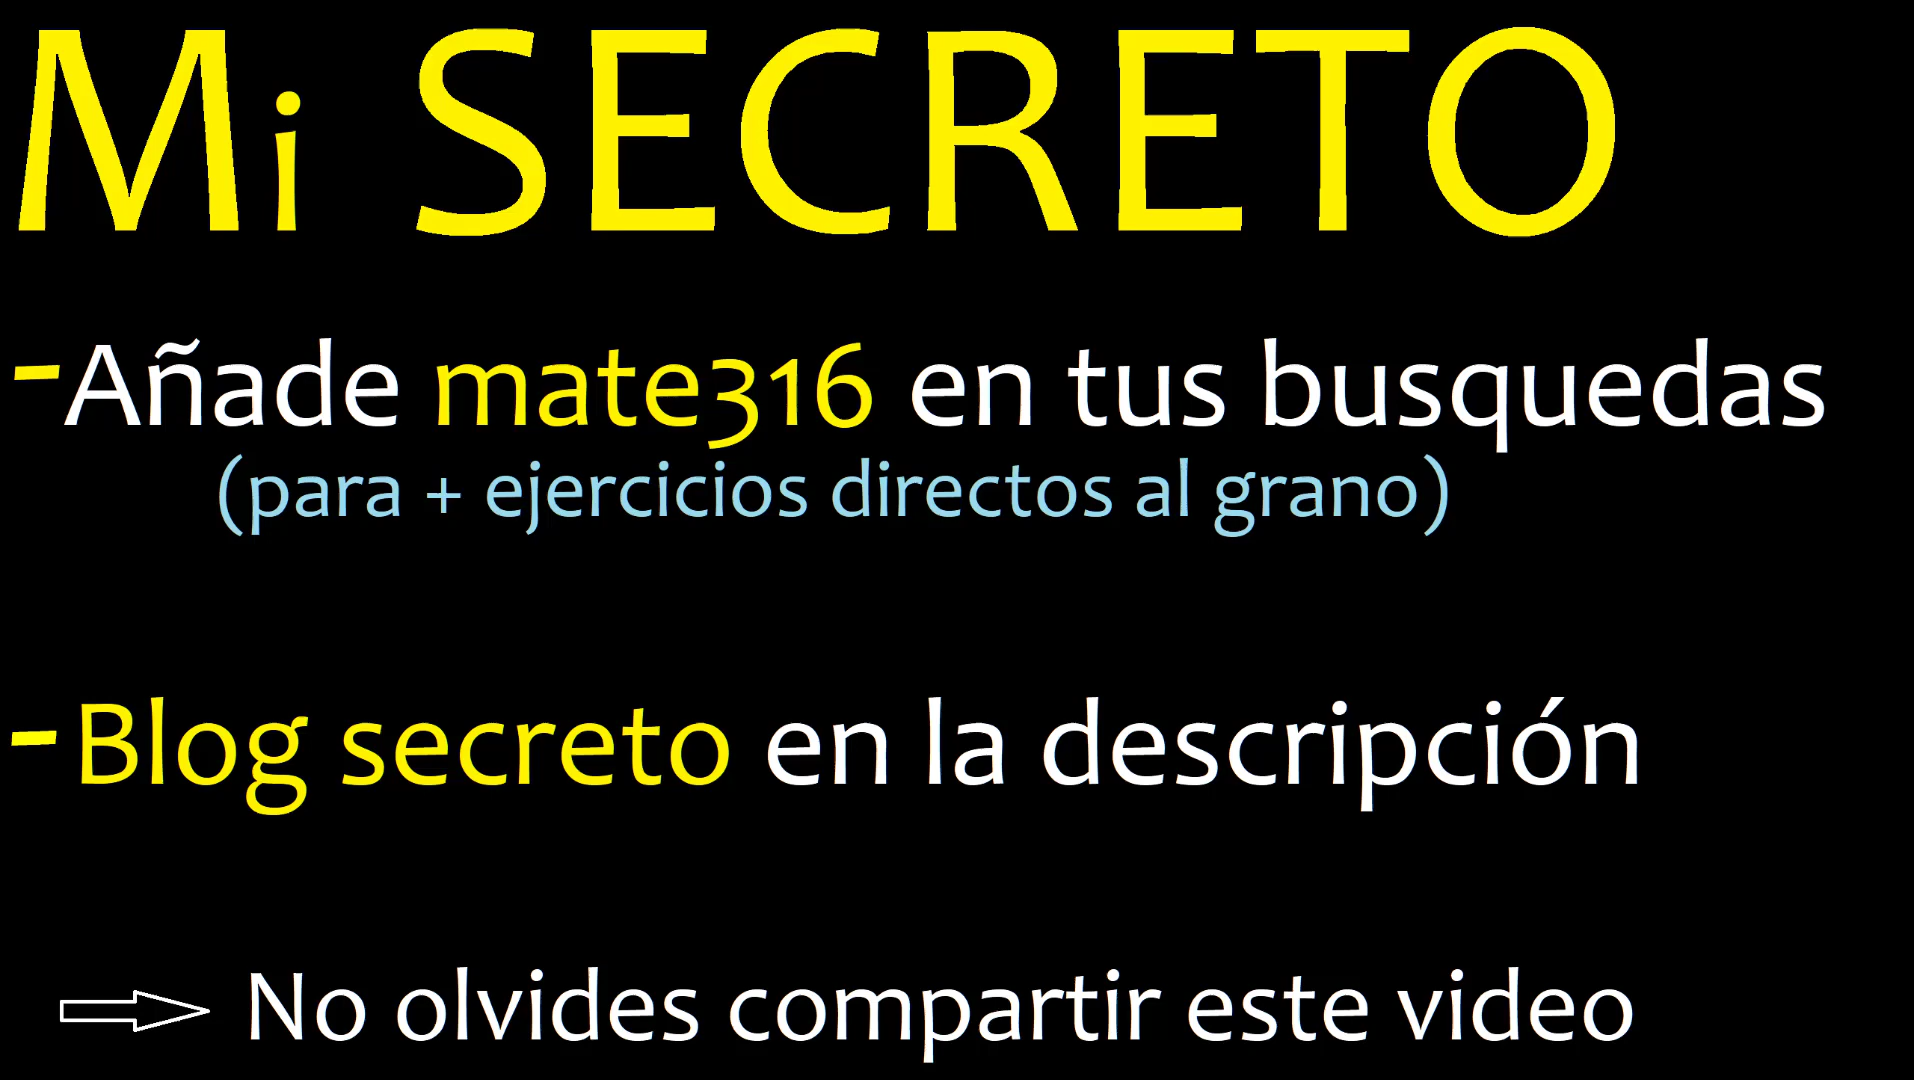 Mi SECRETO
-Añade mate316 en tus busquedas
(para + ejercicios directos al grano)
-Blog secreto en la descripción
No olvides compartir este video